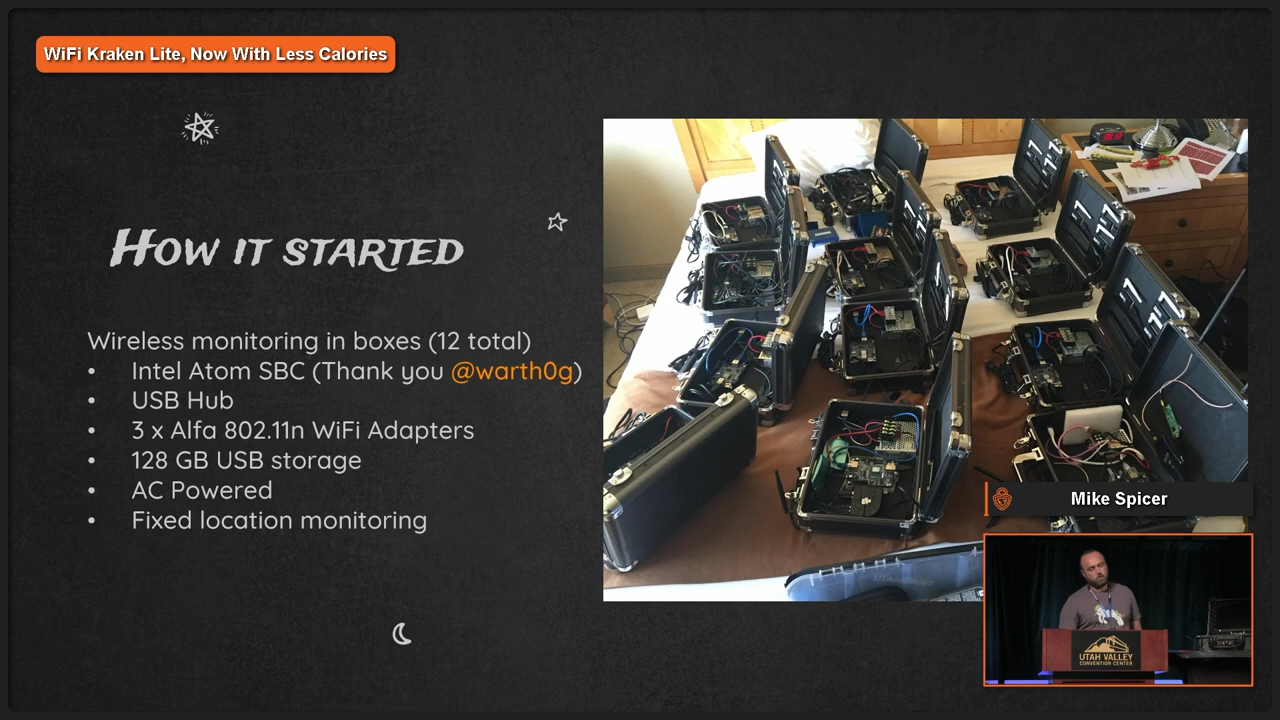 WiFi Kraken Lite, Now With Less Calories
How it started
Wireless monitoring in boxes (12 total)
• Intel Atom SBC (Thank you @warth0g)
• USB Hub
• 3 x Alfa 802.11n WiFi Adapters
• 128 GB USB storage
• AC Powered
• Fixed location monitoring
Mike Spicer
UTAH VALLEY
CONVENTION CENTER